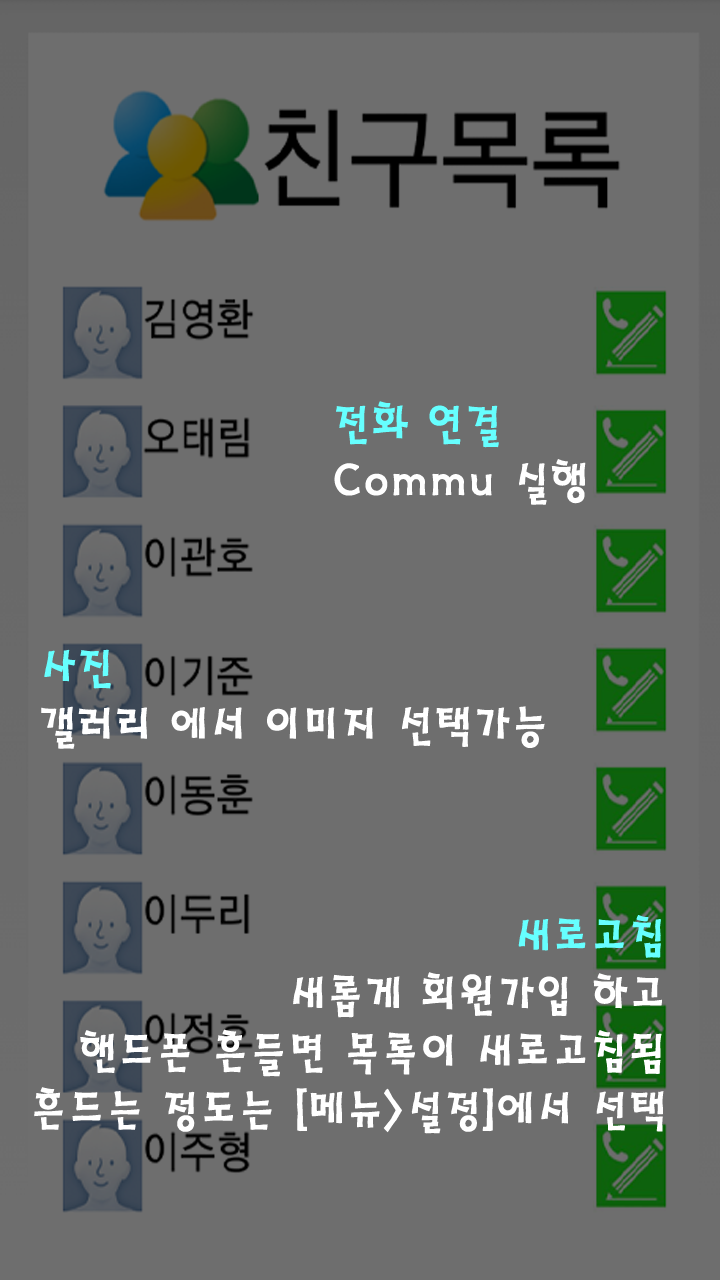 친구목록
김영환
오태림
전화 연결
Commu 실행
이관호
이기준
사진
갤러리 에서 이미지 선택가능
이동훈
이두리
새로고침
새롭게 회원가입 하고
이정호
핸드폰 흔들면 목록이 새로고침됨
흔드는 정도는 [메뉴>설정]에서 선택
이주형